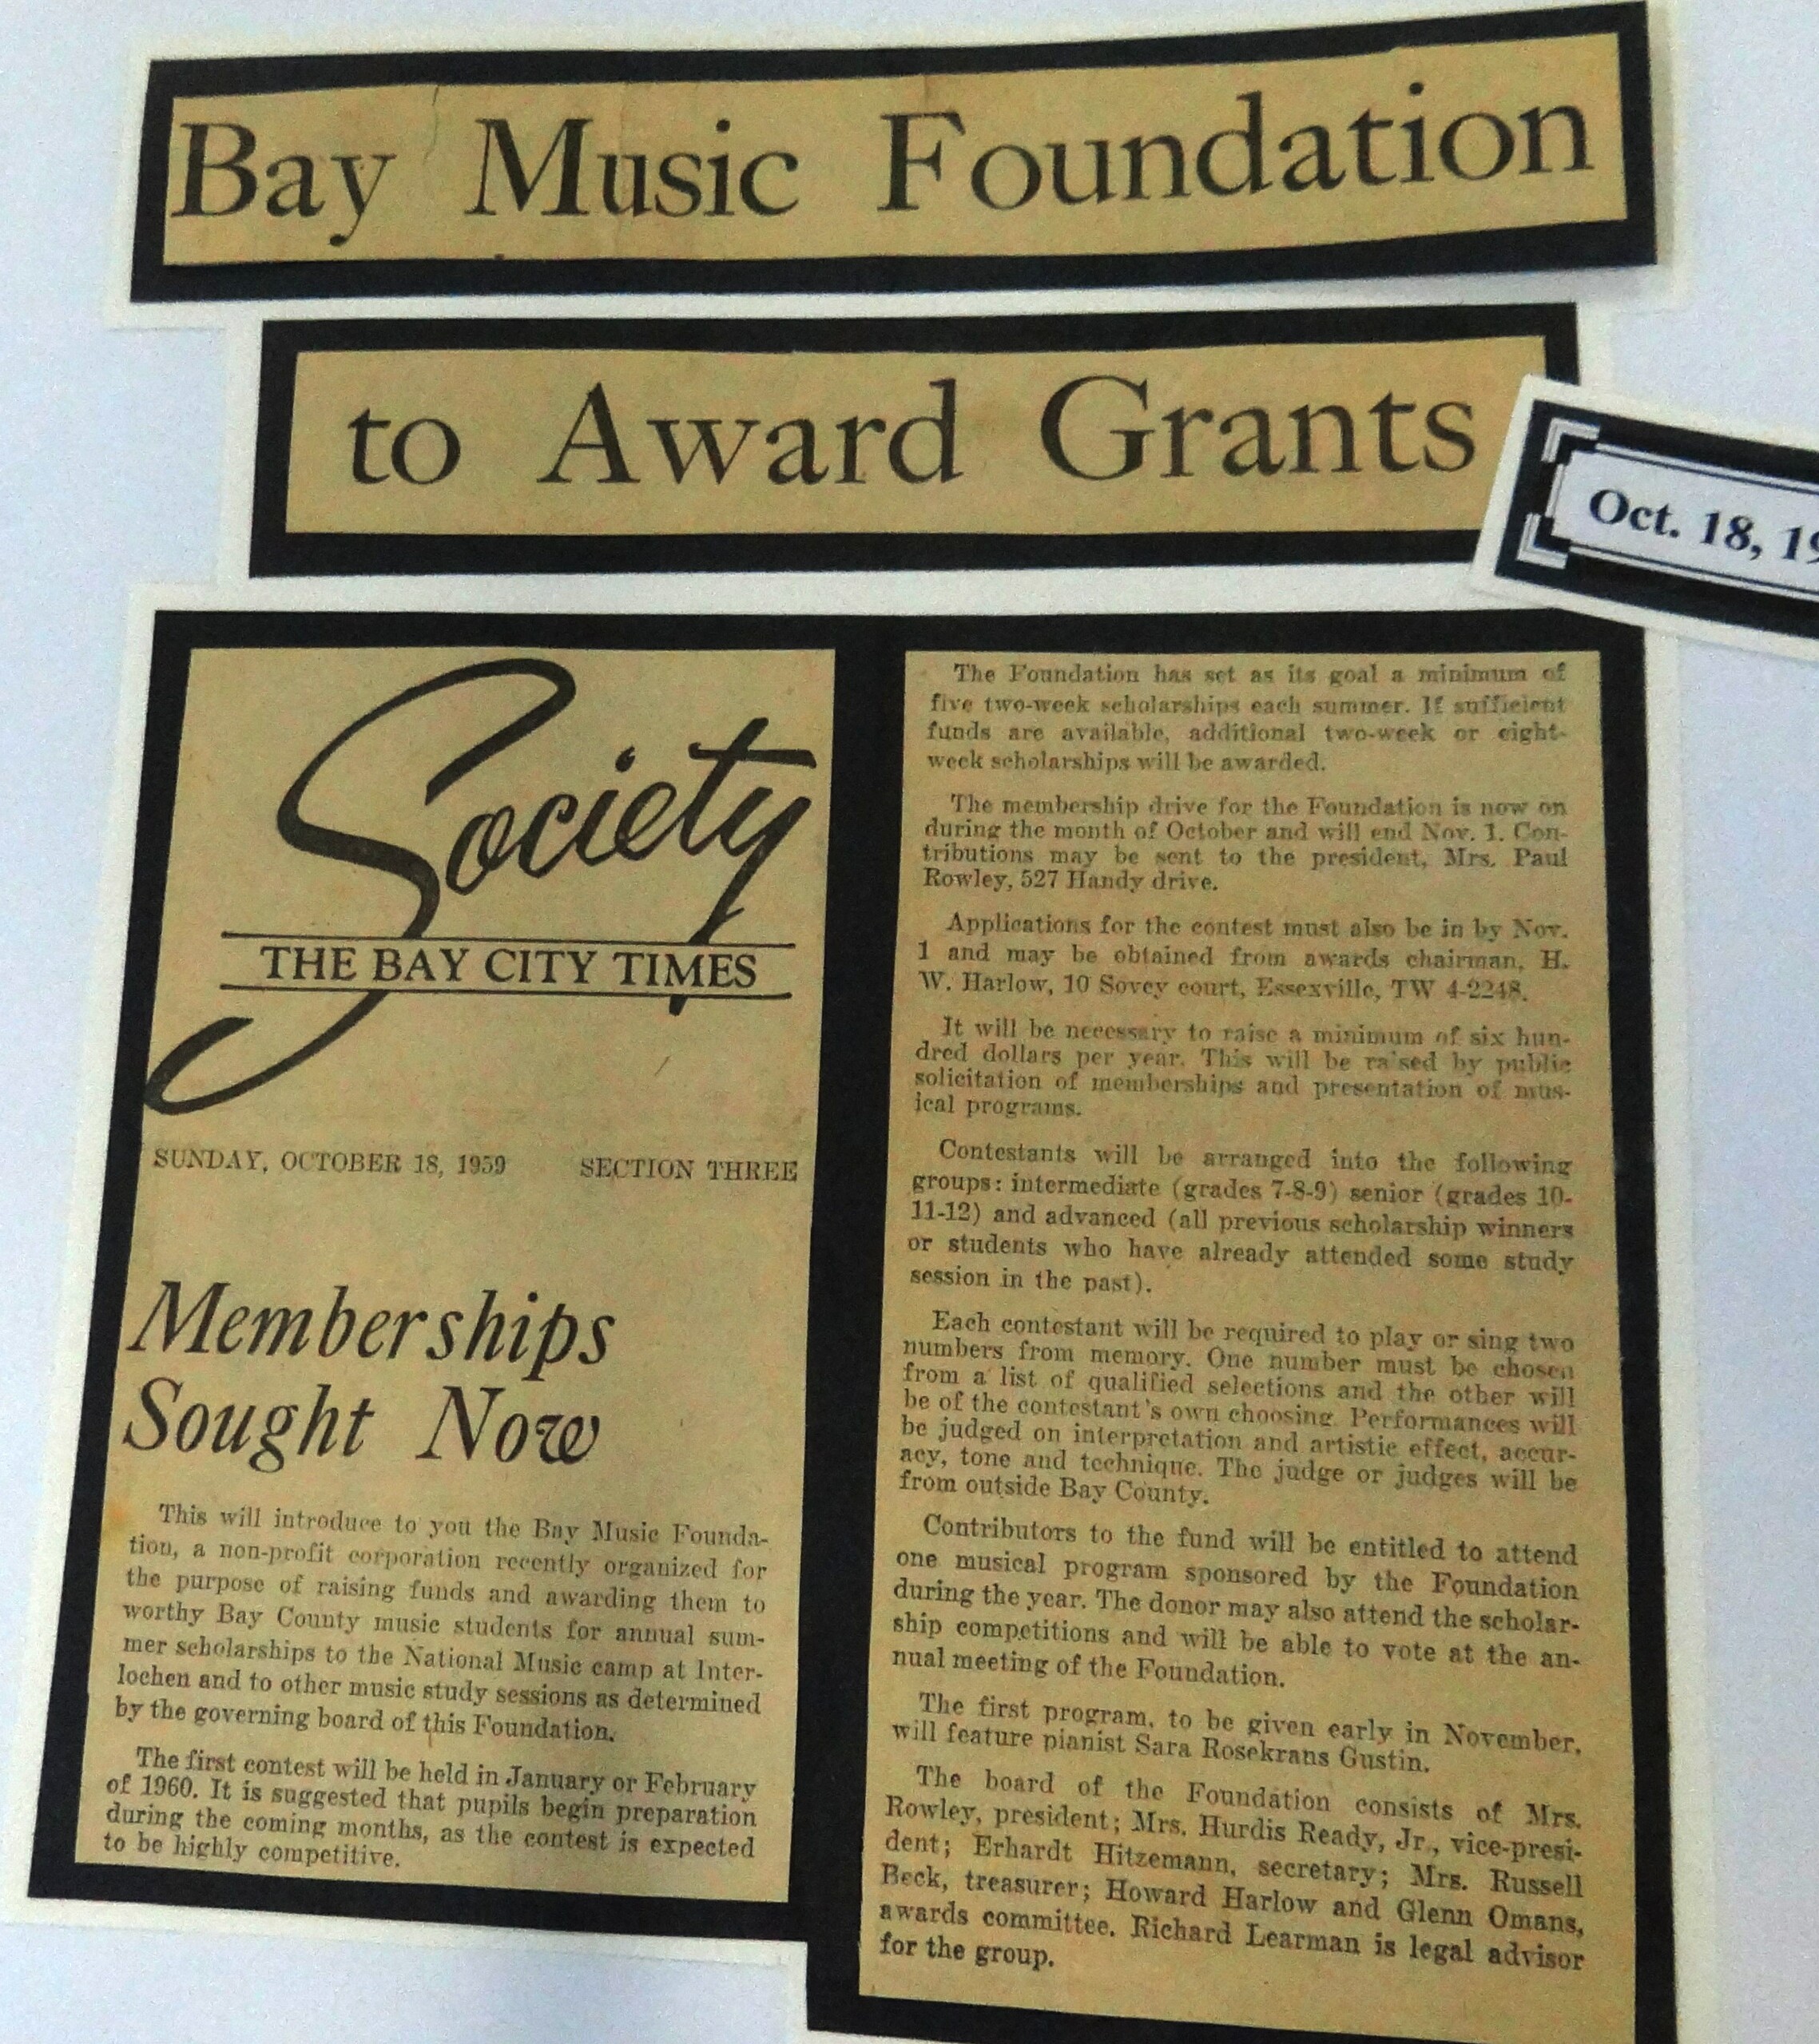 Bay Music Foundation
to Award Grants
Oct. 18, 19
Society
THE BAY CITY TIMES
SUNDAY, OCTOBER 18, 1959 SECTION THREE
Memberships
Sought Now
This will introduce to you the Bay Music Founda-
tion, a non-profit corporation recently organized for
the purpose of raising funds and awarding them to
worthy Bay County music students for annual sum-
mer scholarships to the National Music camp at Inter-
lochen and to other music study sessions as determined
by the governing board of this Foundation.
The first contest will be held in January or February
of 1960. It is suggested that pupils begin preparation
during the coming months, as the contest is expected
to be highly competitive.
The Foundation has set as its goal a minimum of
five two-week scholarships each summer. If sufficient
funds are available, additional two-week or eight-
week scholarships will be awarded.
The membership drive for the Foundation is now on
during the month of October and will end Nov. 1. Con-
tributions may be sent to the president, Mrs. Paul
Rowley, 527 Handy drive.
Applications for the contest must also be in by Nov.
1 and may be obtained from awards chairman, H.
W. Harlow, 10 Sovey court, Essexville, TW 4-2248.
It will be necessary to raise a minimum of six hun-
dred dollars per year. This will be raised by public
solicitation of memberships and presentation of mus-
ical programs.
Contestants will be arranged into the following
groups: intermediate (grades 7-8-9) senior (grades 10-
11-12) and advanced (all previous scholarship winners
or students who have already attended some study
session in the past).
Each contestant will be required to play or sing two
numbers from memory. One number must be chosen
from a list of qualified selections and the other will
be of the contestant's own choosing. Performances will
be judged on interpretation and artistic effect, accur-
acy, tone and technique. The judge or judges will be
from outside Bay County.
Contributors to the fund will be entitled to attend
one musical program sponsored by the Foundation
during the year. The donor may also attend the scholar-
ship competitions and will be able to vote at the an-
nual meeting of the Foundation.
The first program, to be given early in November,
will feature pianist Sara Rosekrans Gustin.
The board of the Foundation consists of Mrs.
Rowley, president; Mrs. Hurdis Ready, Jr., vice-presi-
dent; Erhardt Hitzemann, secretary; Mrs. Russell
Beck, treasurer; Howard Harlow and Glenn Omans,
awards committee. Richard Learman is legal advisor
for the group.